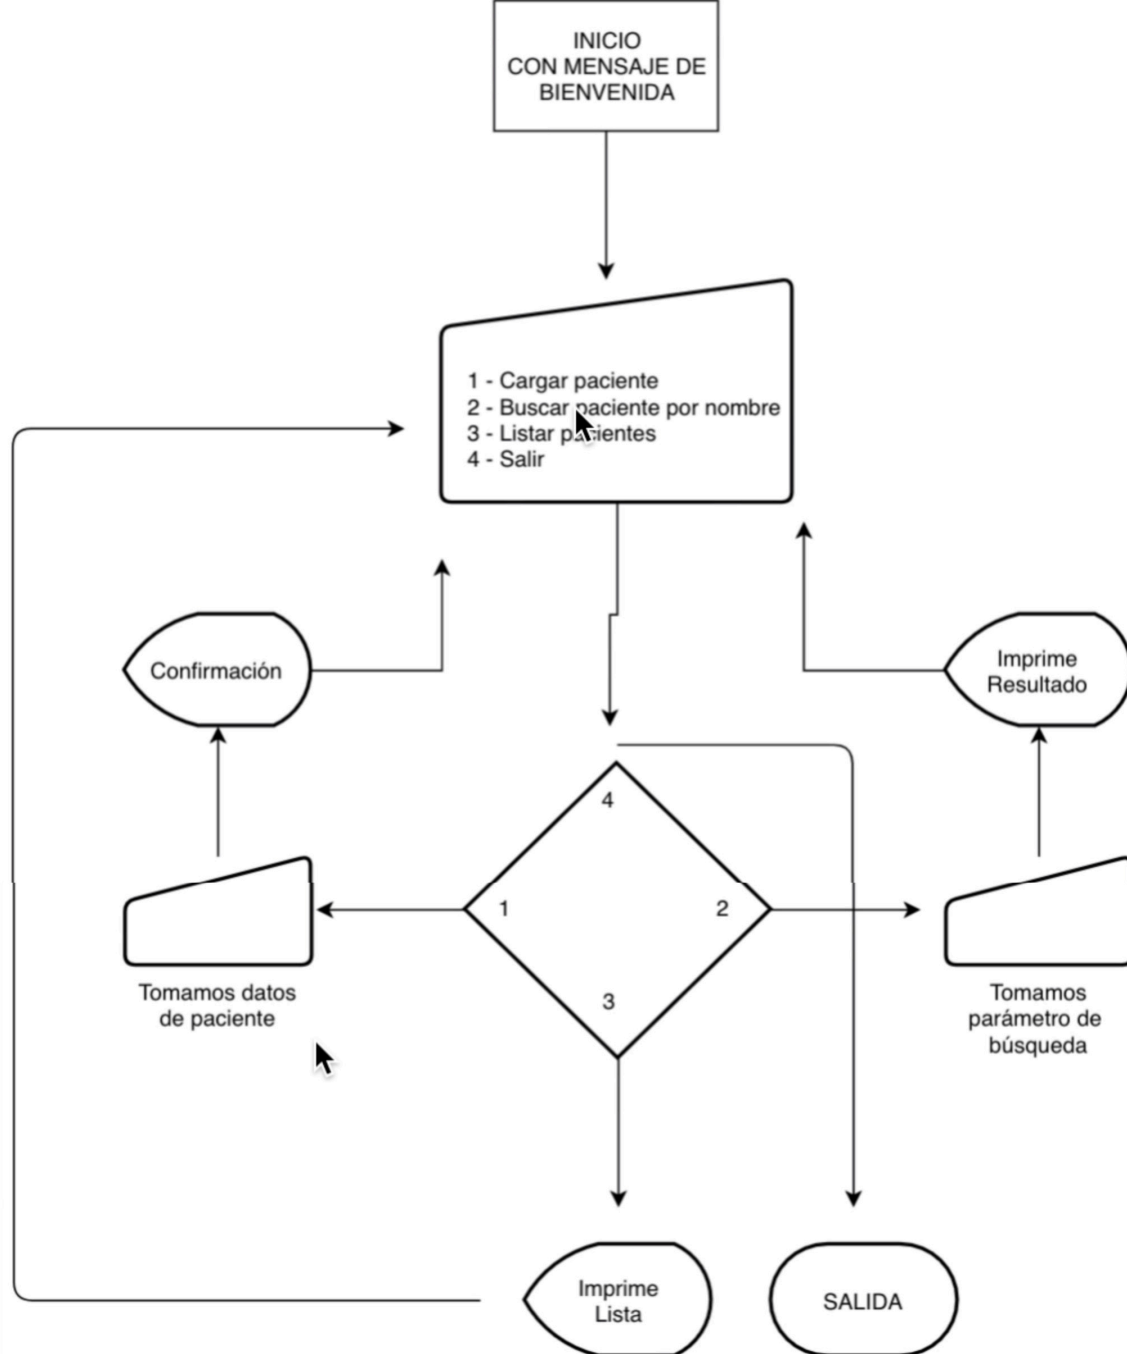 INICIO
CON MENSAJE DE
BIENVENIDA
1 - Cargar paciente
2 - Buscar paciente por nombre
3 - Listar pacientes
4 - Salir
Confirmación
Imprime
Resultado
4
1
2
3
Tomamos datos
de paciente
Tomamos
parámetro de
búsqueda
Imprime
Lista
SALIDA